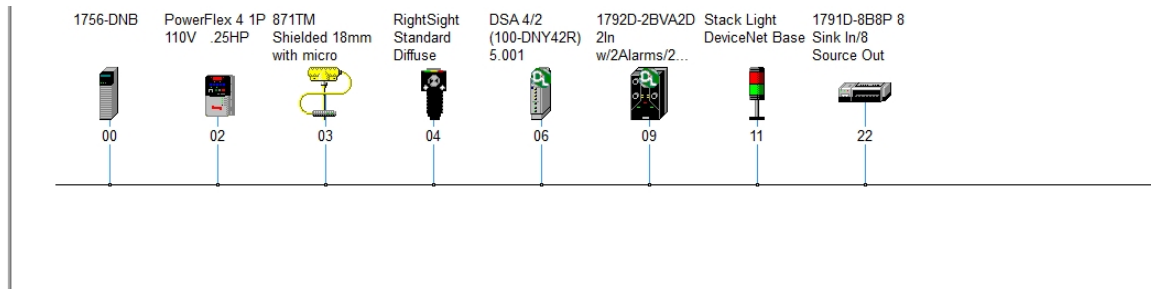 1756-DNB
PowerFlex 4 1P
110V .25HP
871TM
Shielded 18mm
with micro
RightSight
Standard
Diffuse
DSA 4/2
(100-DNY42R)
5.001
1792D-2BVA2D
2In
w/2Alarms/2...
Stack Light
DeviceNet Base
1791D-8B8P 8
Sink In/8
Source Out
00
02
03
04
06
09
11
22